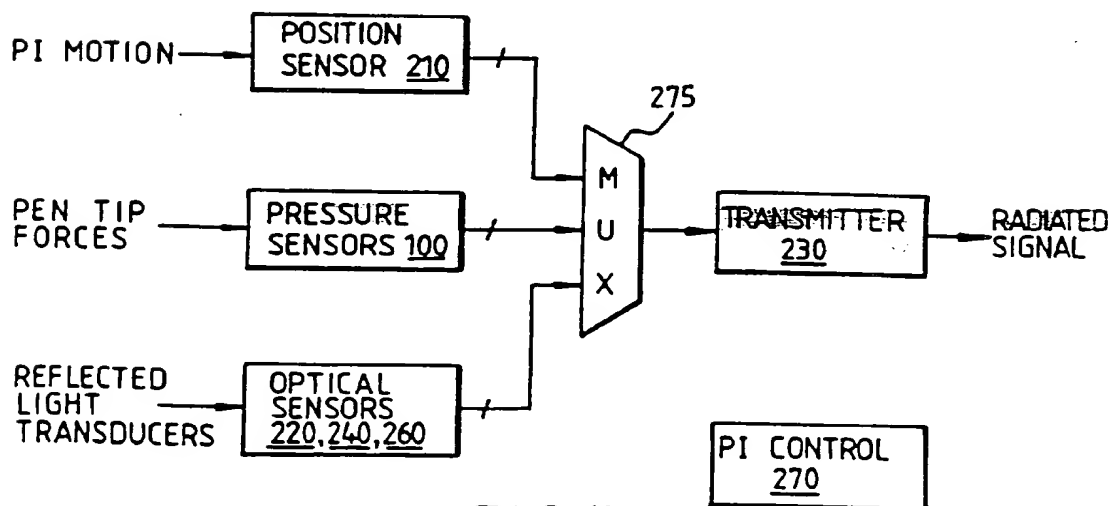 PI MOTION
POSITION
SENSOR 210
275
PEN TIP
FORCES
PRESSURE
SENSORS 100
M
U
X
TRANSMITTER
230
RADIATED
SIGNAL
REFLECTED
LIGHT
TRANSDUCERS
OPTICAL
SENSORS
220, 240, 260
PI CONTROL
270